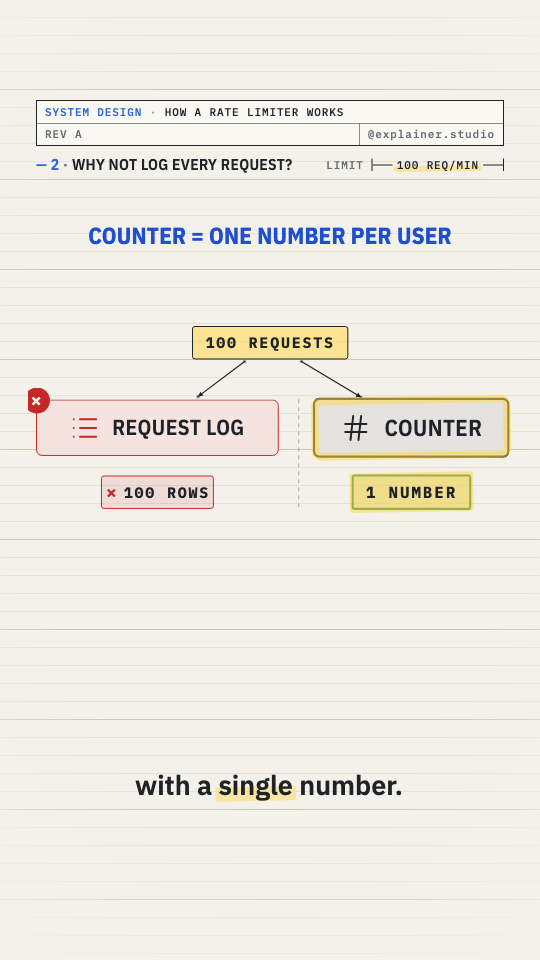 SYSTEM DESIGN · HOW A RATE LIMITER WORKS
REV A @explainer.studio
— 2 · WHY NOT LOG EVERY REQUEST? LIMIT 100 REQ/MIN
COUNTER = ONE NUMBER PER USER
100 REQUESTS
REQUEST LOG # COUNTER
× 100 ROWS 1 NUMBER
with a single number.